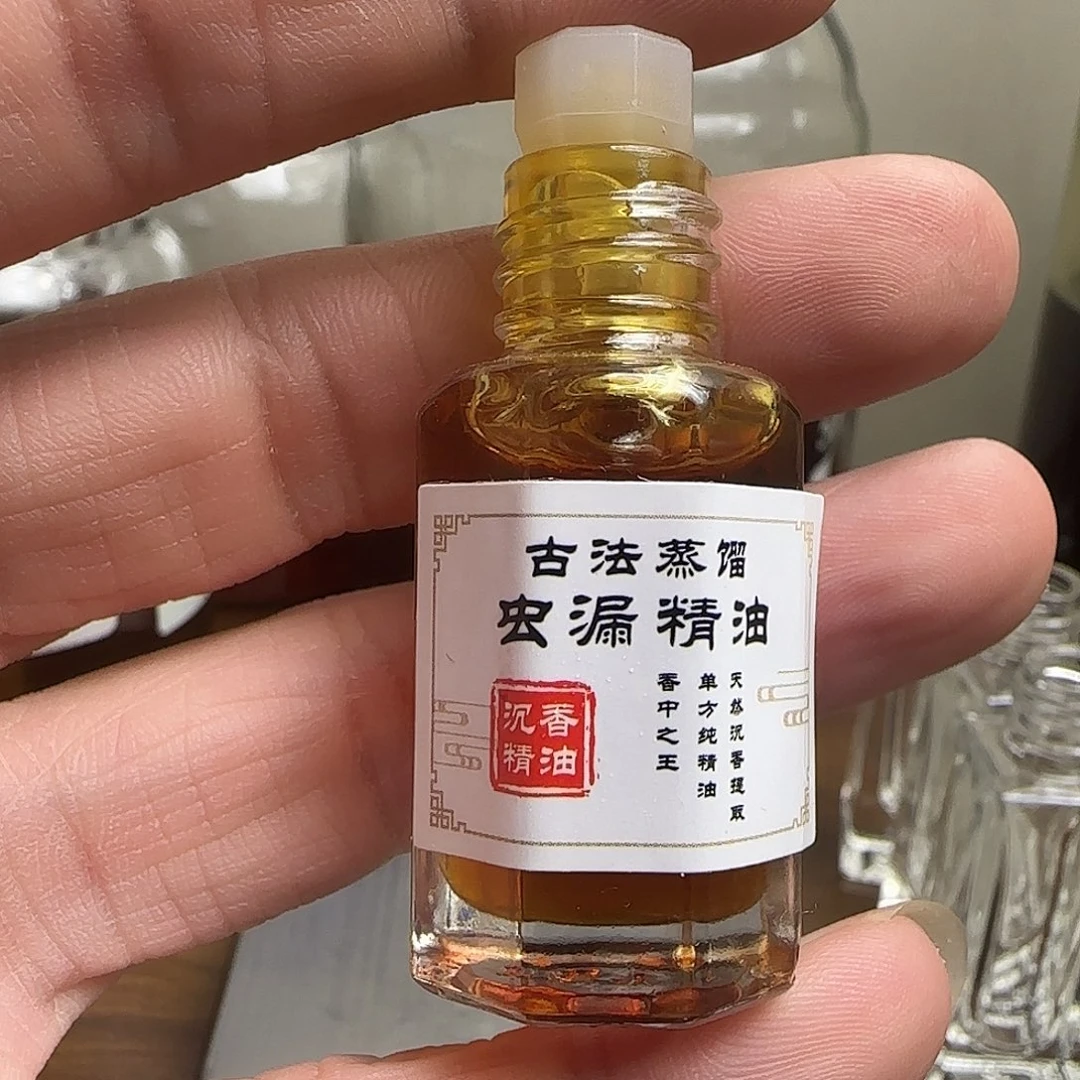 古法蒸馏
虫漏精油
天然沉香提取
单方纯精油
香中之王
沉香
精油